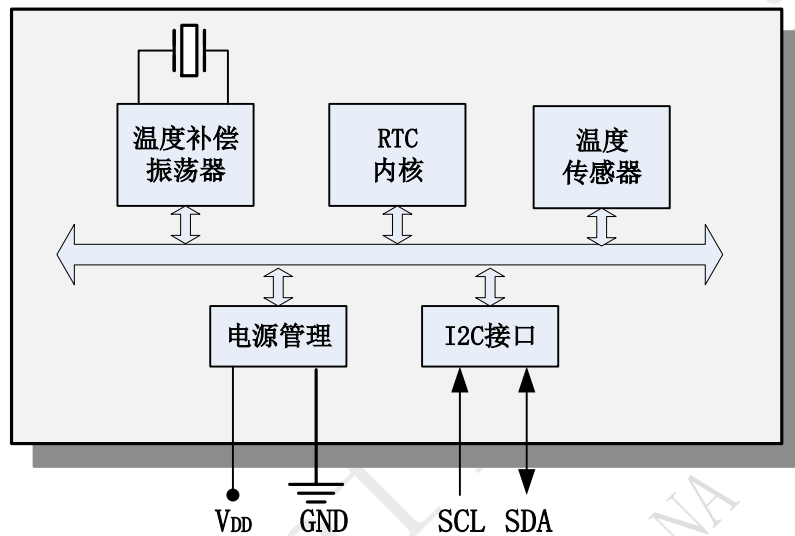 温度补偿
振荡器
RTC
内核
温度
传感器
电源管理
I2C接口
VDD
GND
SCL
SDA
NA